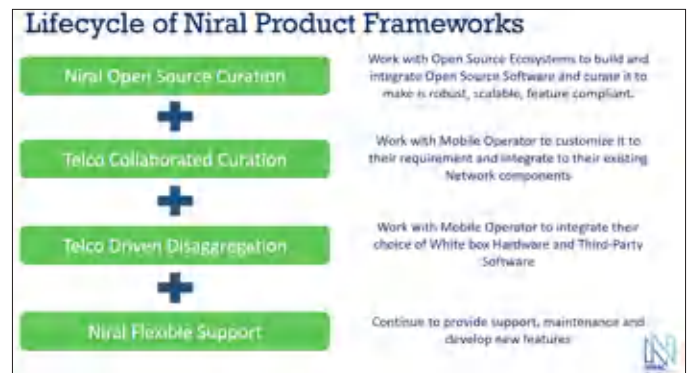 Lifecycle of Niral Product Frameworks
Niral Open Source Curation
Work with Open Source Ecosystems to build and
integrate Open Source Software and curate it to
make is robust, scalable, feature compliant.
Telco Collaborated Curation
Work with Mobile Operator to customize it to
their requirement and integrate to their existing
Network components
Telco Driven Disaggregation
Work with Mobile Operator to integrate their
choice of White box Hardware and Third-Party
Software
Niral Flexible Support
Continue to provide support, maintenance and
develop new features